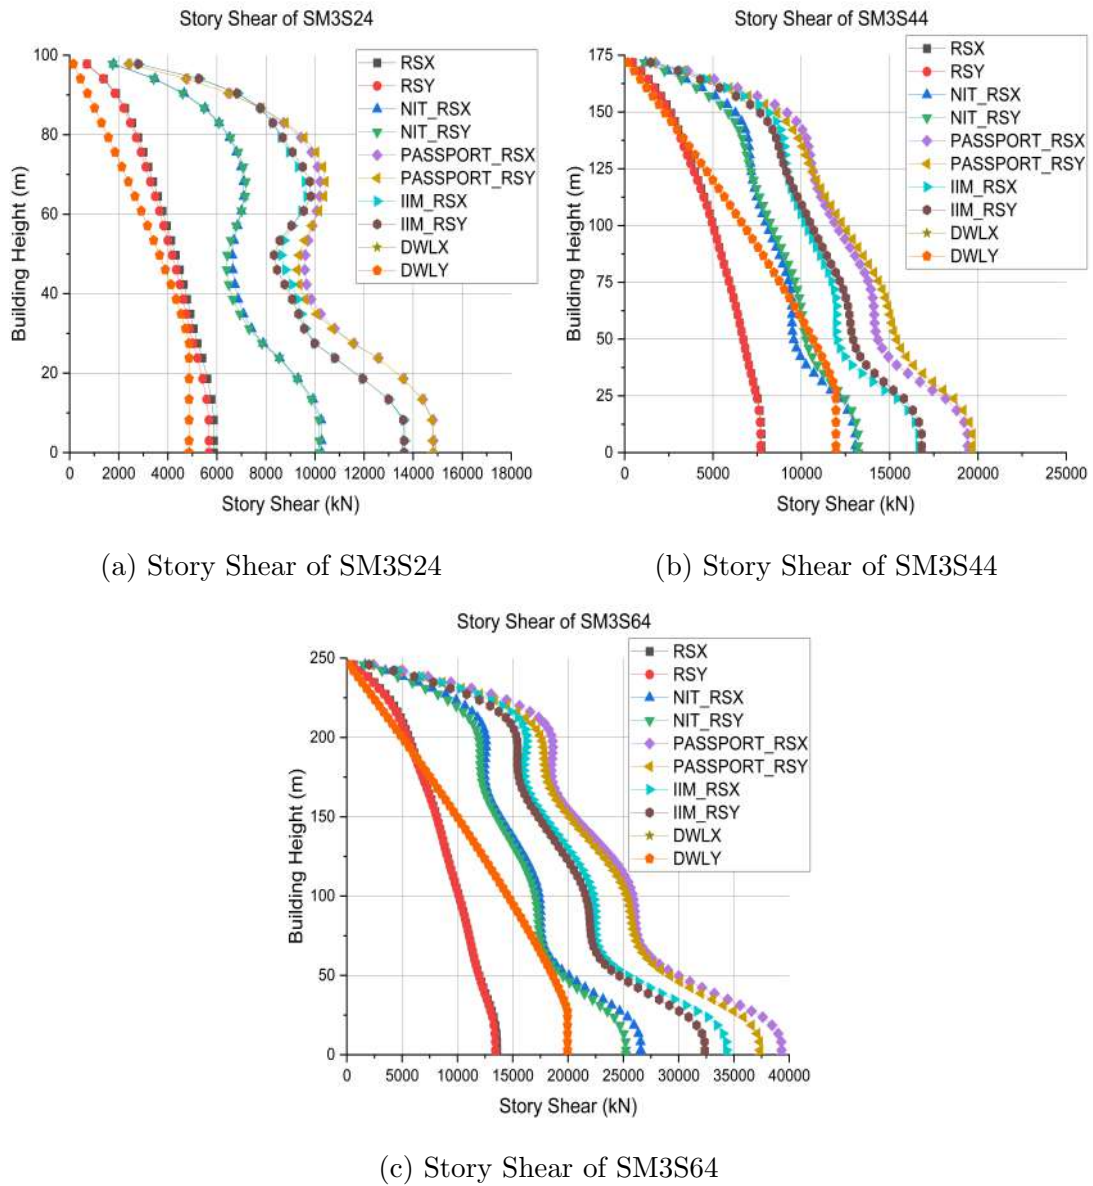 Story Shear of SM3S24
100
80
60
40
20
0
Building Height (m)
0 2000 4000 6000 8000 10000 12000 14000 16000 18000
Story Shear (kN)
RSX
RSY
NIT_RSX
NIT_RSY
PASSPORT_RSX
PASSPORT_RSY
IIM_RSX
IIM_RSY
DWLX
DWLY
(a) Story Shear of SM3S24
Story Shear of SM3S44
175
150
125
100
75
50
25
0
Building Height (m)
0 5000 10000 15000 20000 25000
Story Shear (kN)
RSX
RSY
NIT_RSX
NIT_RSY
PASSPORT_RSX
PASSPORT_RSY
IIM_RSX
IIM_RSY
DWLX
DWLY
(b) Story Shear of SM3S44
Story Shear of SM3S64
250
200
150
100
50
0
Building Height (m)
0 5000 10000 15000 20000 25000 30000 35000 40000
Story Shear (kN)
RSX
RSY
NIT_RSX
NIT_RSY
PASSPORT_RSX
PASSPORT_RSY
IIM_RSX
IIM_RSY
DWLX
DWLY
(c) Story Shear of SM3S64